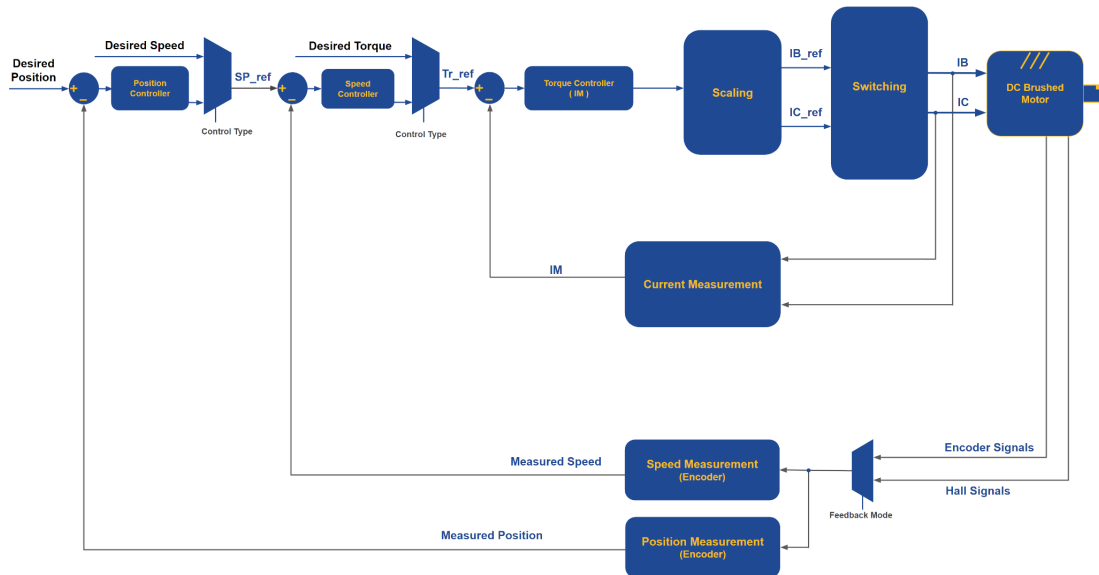 Desired Speed
Desired Torque
Desired
Position
+
−
Position
Controller
SP_ref
Control Type
+
−
Speed
Controller
Tr_ref
Control Type
+
−
Torque Controller
( IM )
Scaling
IB_ref
IC_ref
Switching
IB
IC
DC Brushed
Motor
IM
Current Measurement
Encoder Signals
Hall Signals
Feedback Mode
Measured Speed
Speed Measurement
(Encoder)
Measured Position
Position Measurement
(Encoder)